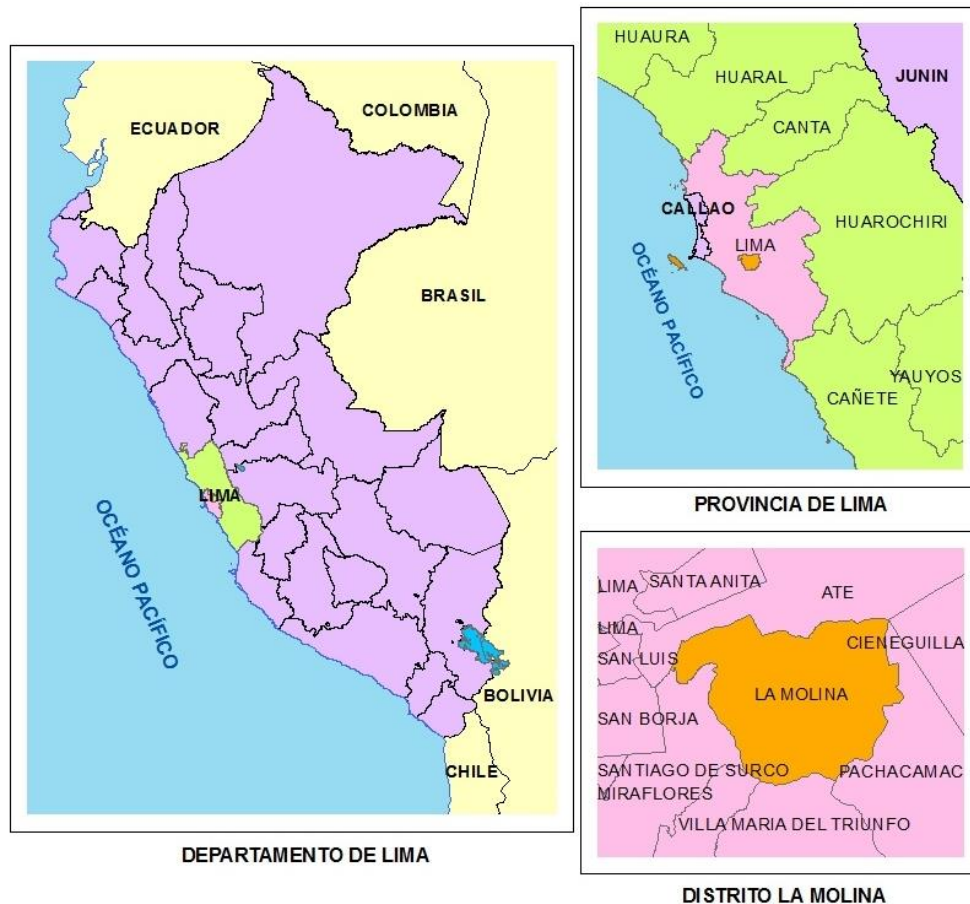 ECUADOR
COLOMBIA
BRASIL
LIMA
OCÉANO PACÍFICO
BOLIVIA
CHILE
DEPARTAMENTO DE LIMA
HUAURA
HUARAL
JUNIN
CANTA
CALLAO
HUAROCHIRI
LIMA
OCÉANO PACÍFICO
YAUYOS
CAÑETE
PROVINCIA DE LIMA
LIMA
SANTA ANITA
ATE
LIMA
CIENEGUILLA
SAN LUIS
LA MOLINA
SAN BORJA
SANTIAGO DE SURCO
PACHACAMAC
MIRAFLORES
VILLA MARIA DEL TRIUNFO
DISTRITO LA MOLINA